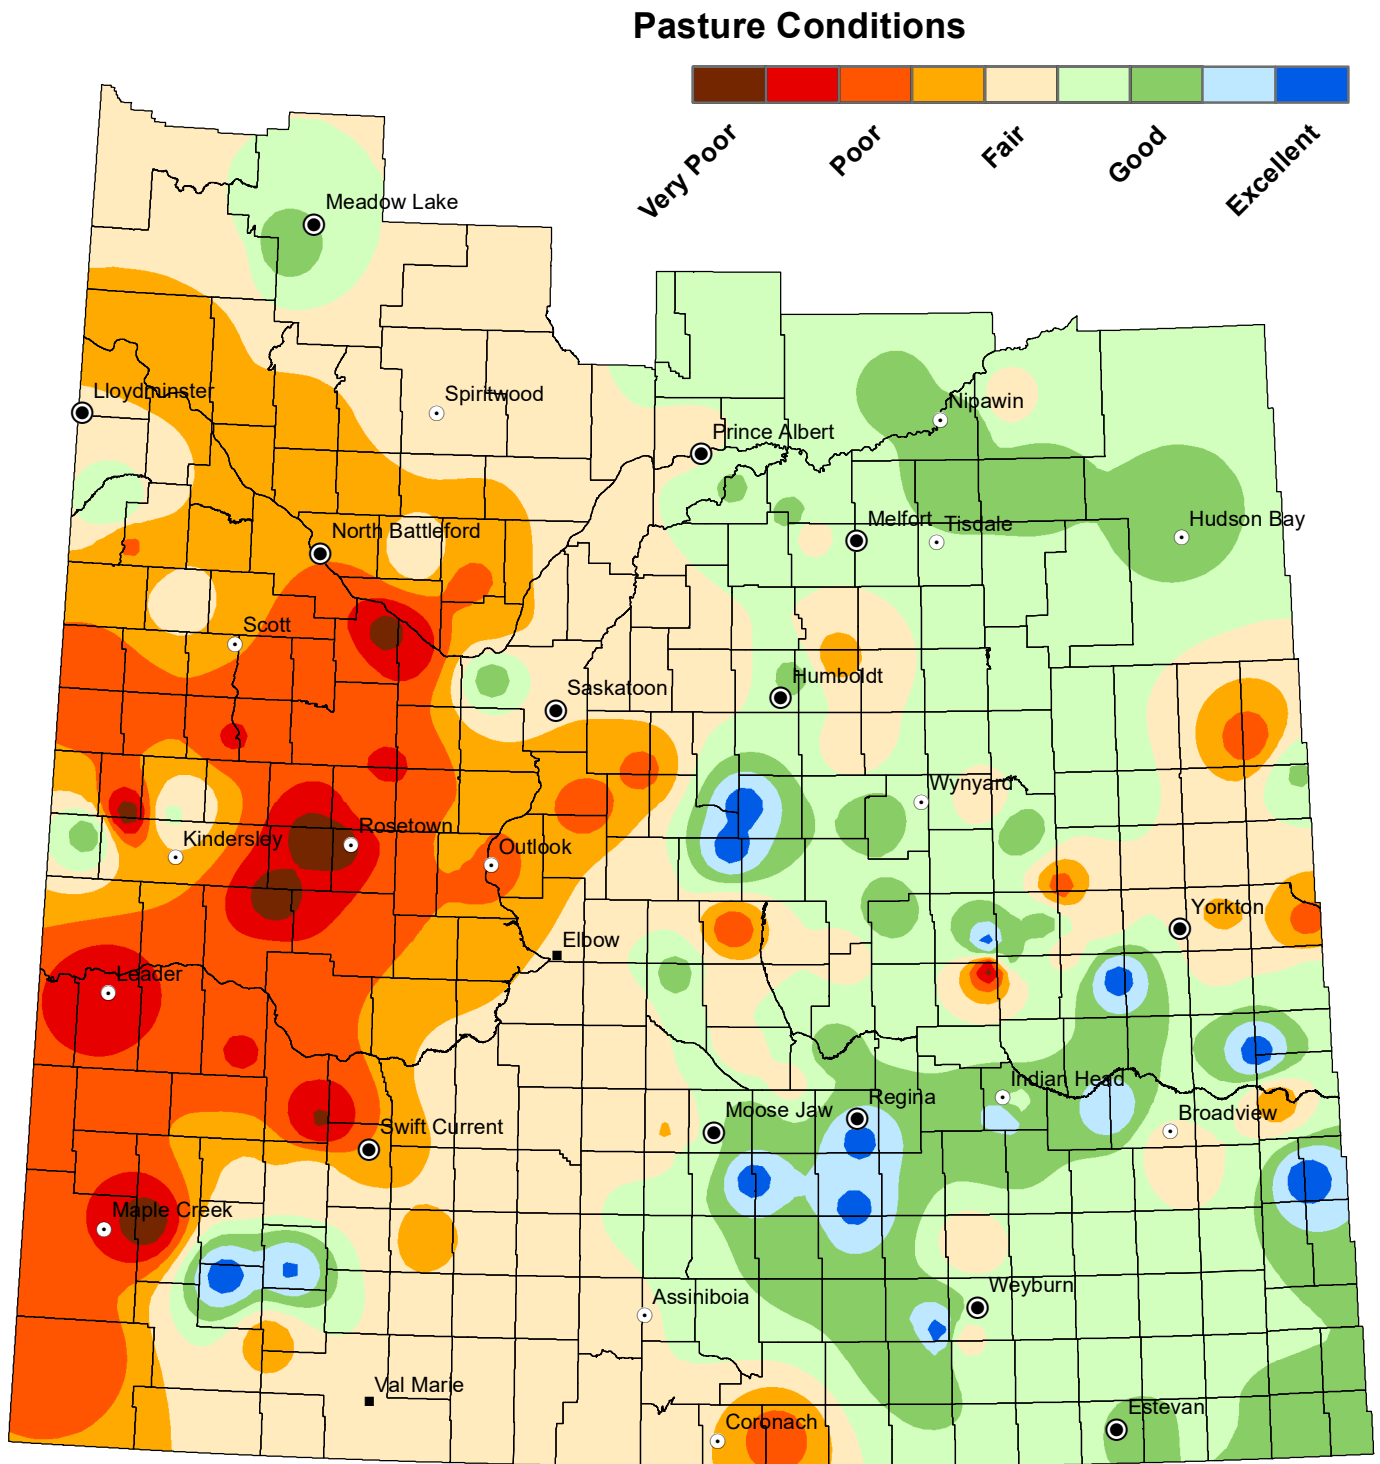 Pasture Conditions
Very Poor
Poor
Fair
Good
Excellent
Meadow Lake
Lloydminster
Spiritwood
Nipawin
Prince Albert
North Battleford
Melfort
Tisdale
Hudson Bay
Scott
Saskatoon
Humboldt
Wynyard
Kindersley
Rosetown
Outlook
Yorkton
Elbow
Leader
Indian Head
Moose Jaw
Regina
Broadview
Swift Current
Maple Creek
Weyburn
Assiniboia
Val Marie
Estevan
Coronach